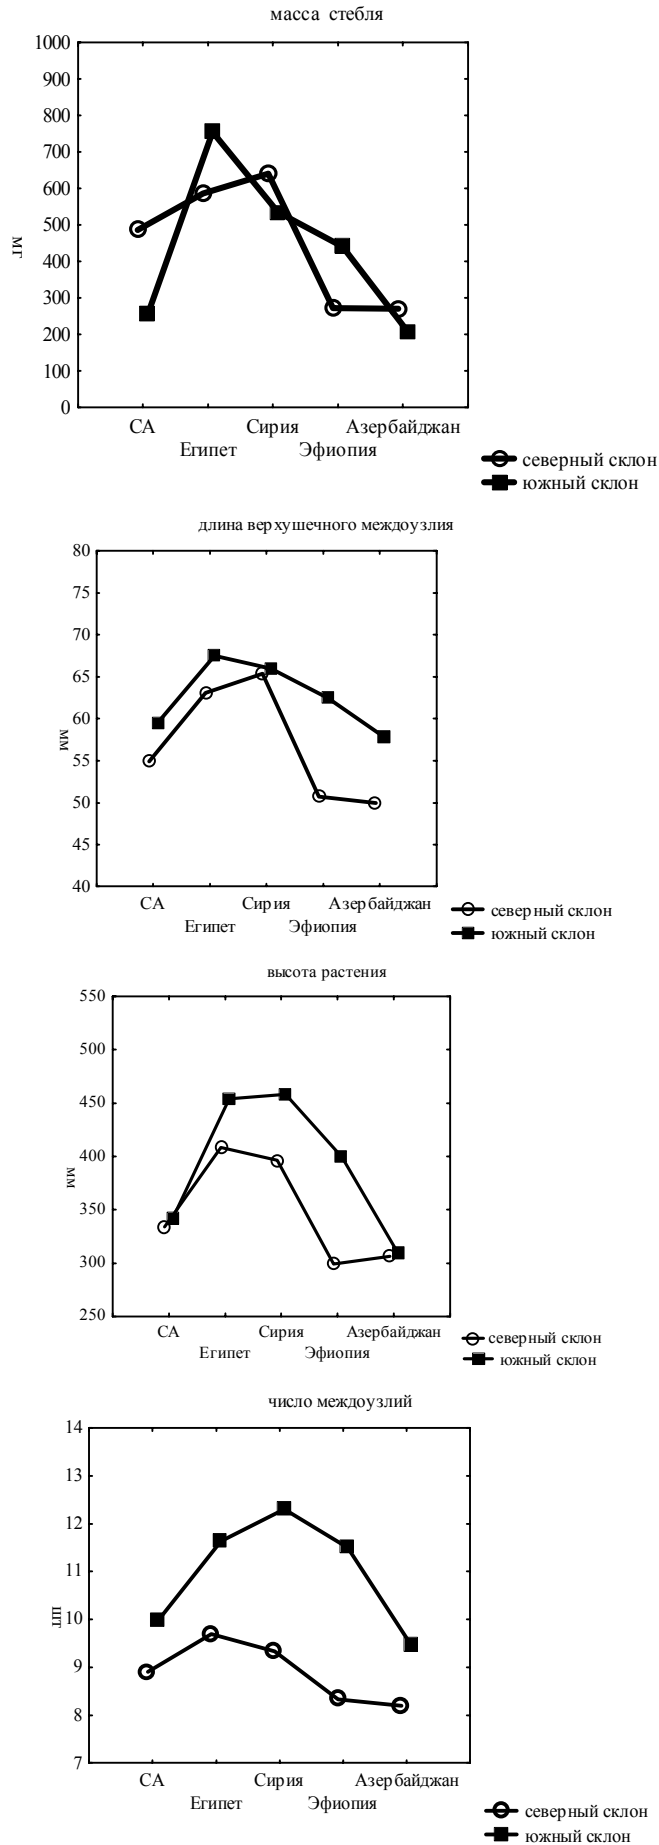 масса стебля
1000
900
800
700
600
500
400
300
200
100
0
мг
СА
Сирия
Азербайджан
Египет
Эфиопия
северный склон
южный склон
длина верхушечного междоузлия
80
75
70
65
60
55
50
45
40
мм
СА
Сирия
Азербайджан
Египет
Эфиопия
северный склон
южный склон
высота растения
550
500
450
400
350
300
250
мм
СА
Сирия
Азербайджан
Египет
Эфиопия
северный склон
южный склон
число междоузлий
14
13
12
11
10
9
8
7
шт
СА
Сирия
Азербайджан
Египет
Эфиопия
северный склон
южный склон